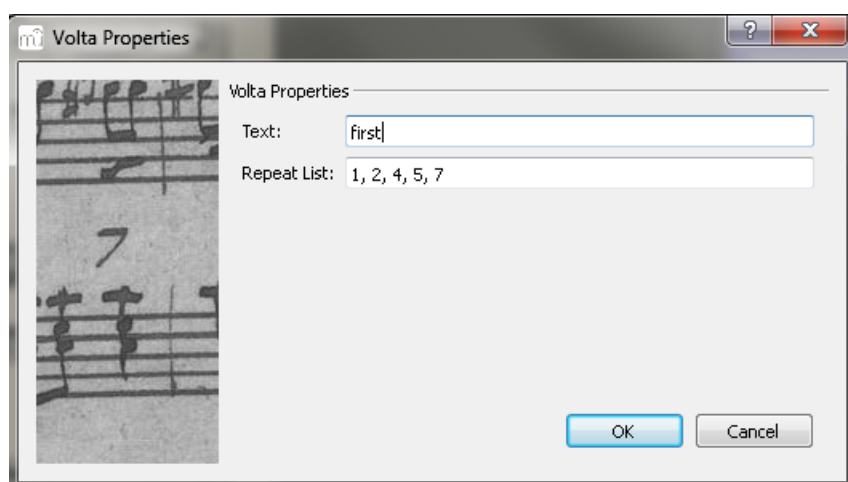 Volta Properties
Volta Properties
Text: first
Repeat List: 1, 2, 4, 5, 7
7
OK Cancel